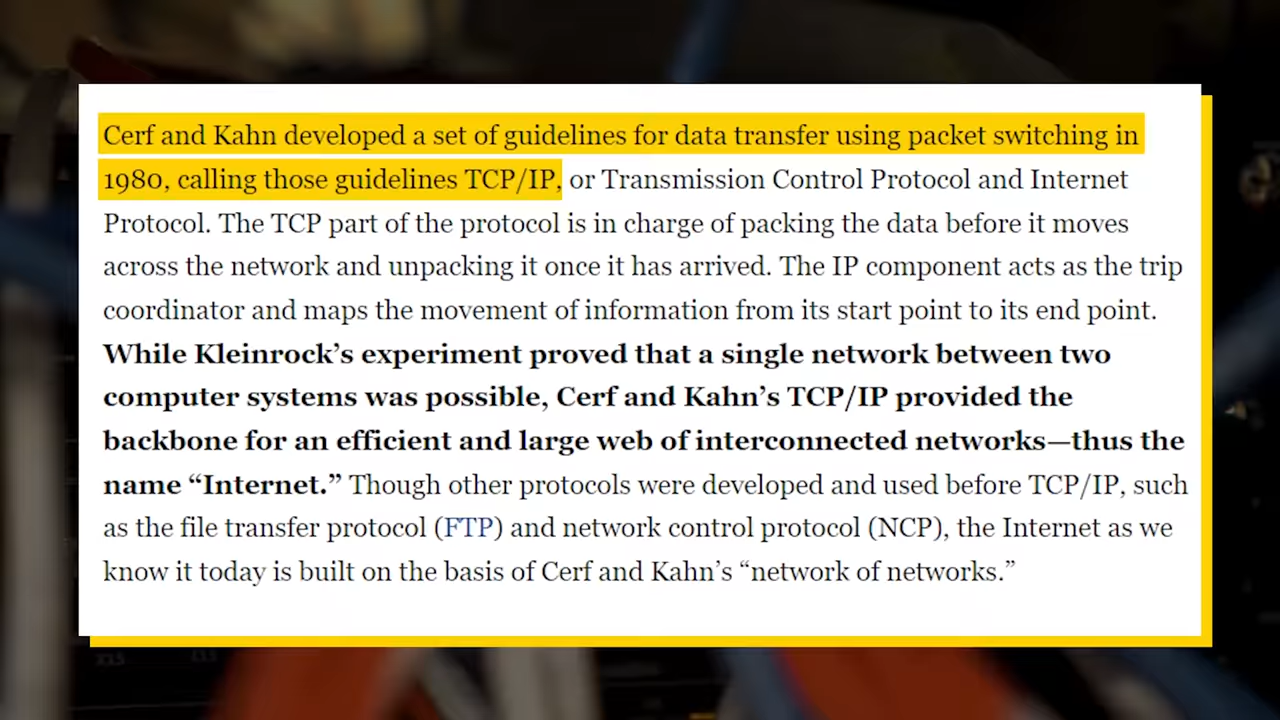 Cerf and Kahn developed a set of guidelines for data transfer using packet switching in
1980, calling those guidelines TCP/IP, or Transmission Control Protocol and Internet
Protocol. The TCP part of the protocol is in charge of packing the data before it moves
across the network and unpacking it once it has arrived. The IP component acts as the trip
coordinator and maps the movement of information from its start point to its end point.
While Kleinrock’s experiment proved that a single network between two
computer systems was possible, Cerf and Kahn’s TCP/IP provided the
backbone for an efficient and large web of interconnected networks—thus the
name “Internet.” Though other protocols were developed and used before TCP/IP, such
as the file transfer protocol (FTP) and network control protocol (NCP), the Internet as we
know it today is built on the basis of Cerf and Kahn’s “network of networks.”